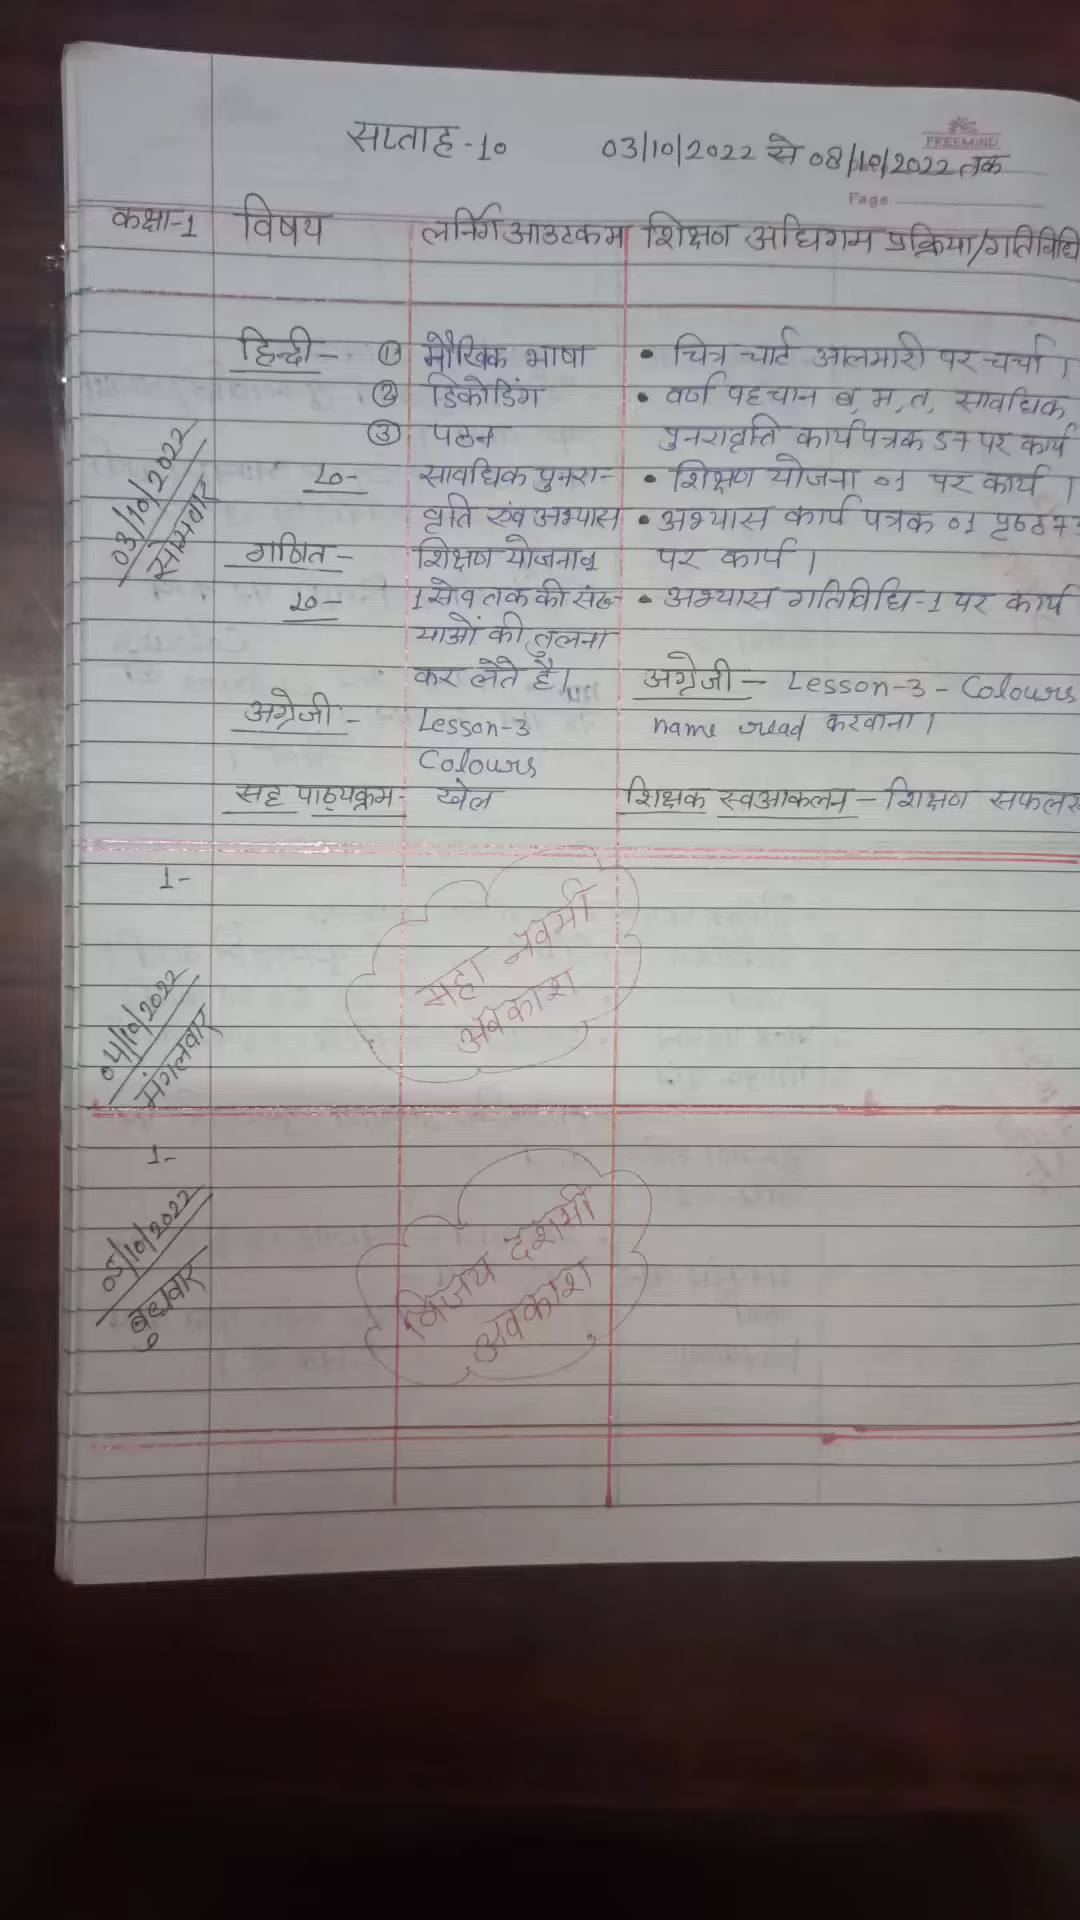 FREEMIND
सप्ताह-10 03/10/2022 से 08/10/2022 तक
Page
कक्षा-1 विषय लर्निंग आउटकम शिक्षण अधिगम प्रक्रिया/गतिविधि
हिन्दी- ① मौखिक भाषा • चित्र चार्ट आलमारी पर चर्चा।
② डिकोडिंग • वर्ण पहचान ब, म, त, सावधिक
③ पठन पुनरावृति कार्यपत्रक 57 पर कार्य
LO- सावधिक पुनरा- • शिक्षण योजना 01 पर कार्य।
वृति एंव अभ्यास • अभ्यास कार्य पत्रक 01 पृष्ठ
गणित- शिक्षण योजना पर कार्य।
LO- 1 से 9 तक की संख- • अभ्यास गतिविधि-1 पर कार्य
याओं की तुलना
कर लेते है। अग्रेजी- Lesson-3- Colours
अग्रेजी- Lesson-3 name read करवाना।
Colours
सह पाठ्यक्रम- खेल शिक्षक स्वआकलन- शिक्षण सफल
03/10/2022
सोमवार
1-
महा नवमी
अवकाश
04/10/2022
मंगलवार
1-
विजय दशमी
अवकाश
05/10/2022
बुधवार